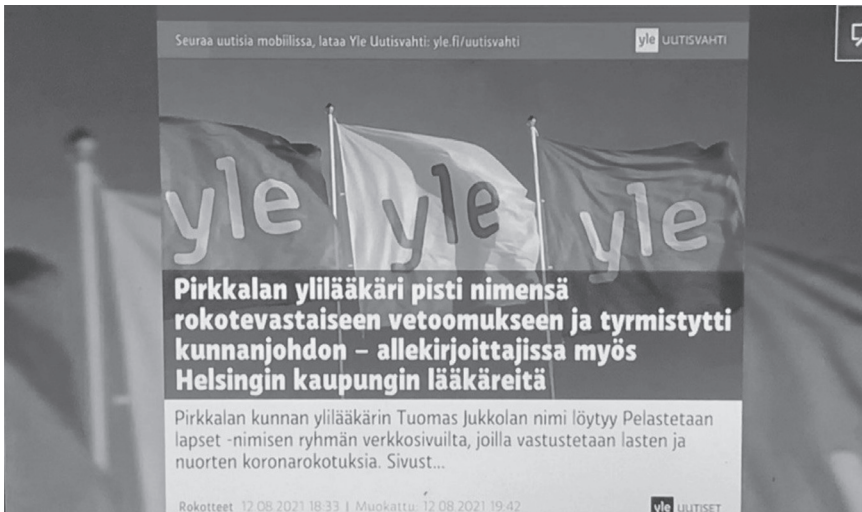 Seuraa uutisia mobiilissa, lataa Yle Uutisvahti: yle.fi/uutisvahti
yle UUTISVAHTI
yle yle yle
Pirkkalan ylilääkäri pisti nimensä
rokotevastaiseen vetoomukseen ja tyrmistytti
kunnanjohdon – allekirjoittajissa myös
Helsingin kaupungin lääkäreitä
Pirkkalan kunnan ylilääkärin Tuomas Jukkolan nimi löytyy Pelastetaan
lapset -nimisen ryhmän verkkosivuilta, joilla vastustetaan lasten ja
nuorten koronarokotuksia. Sivust...
Rokotteet 12.08.2021 18:33 | Muokattu: 12.08.2021 19:42
yle UUTISET